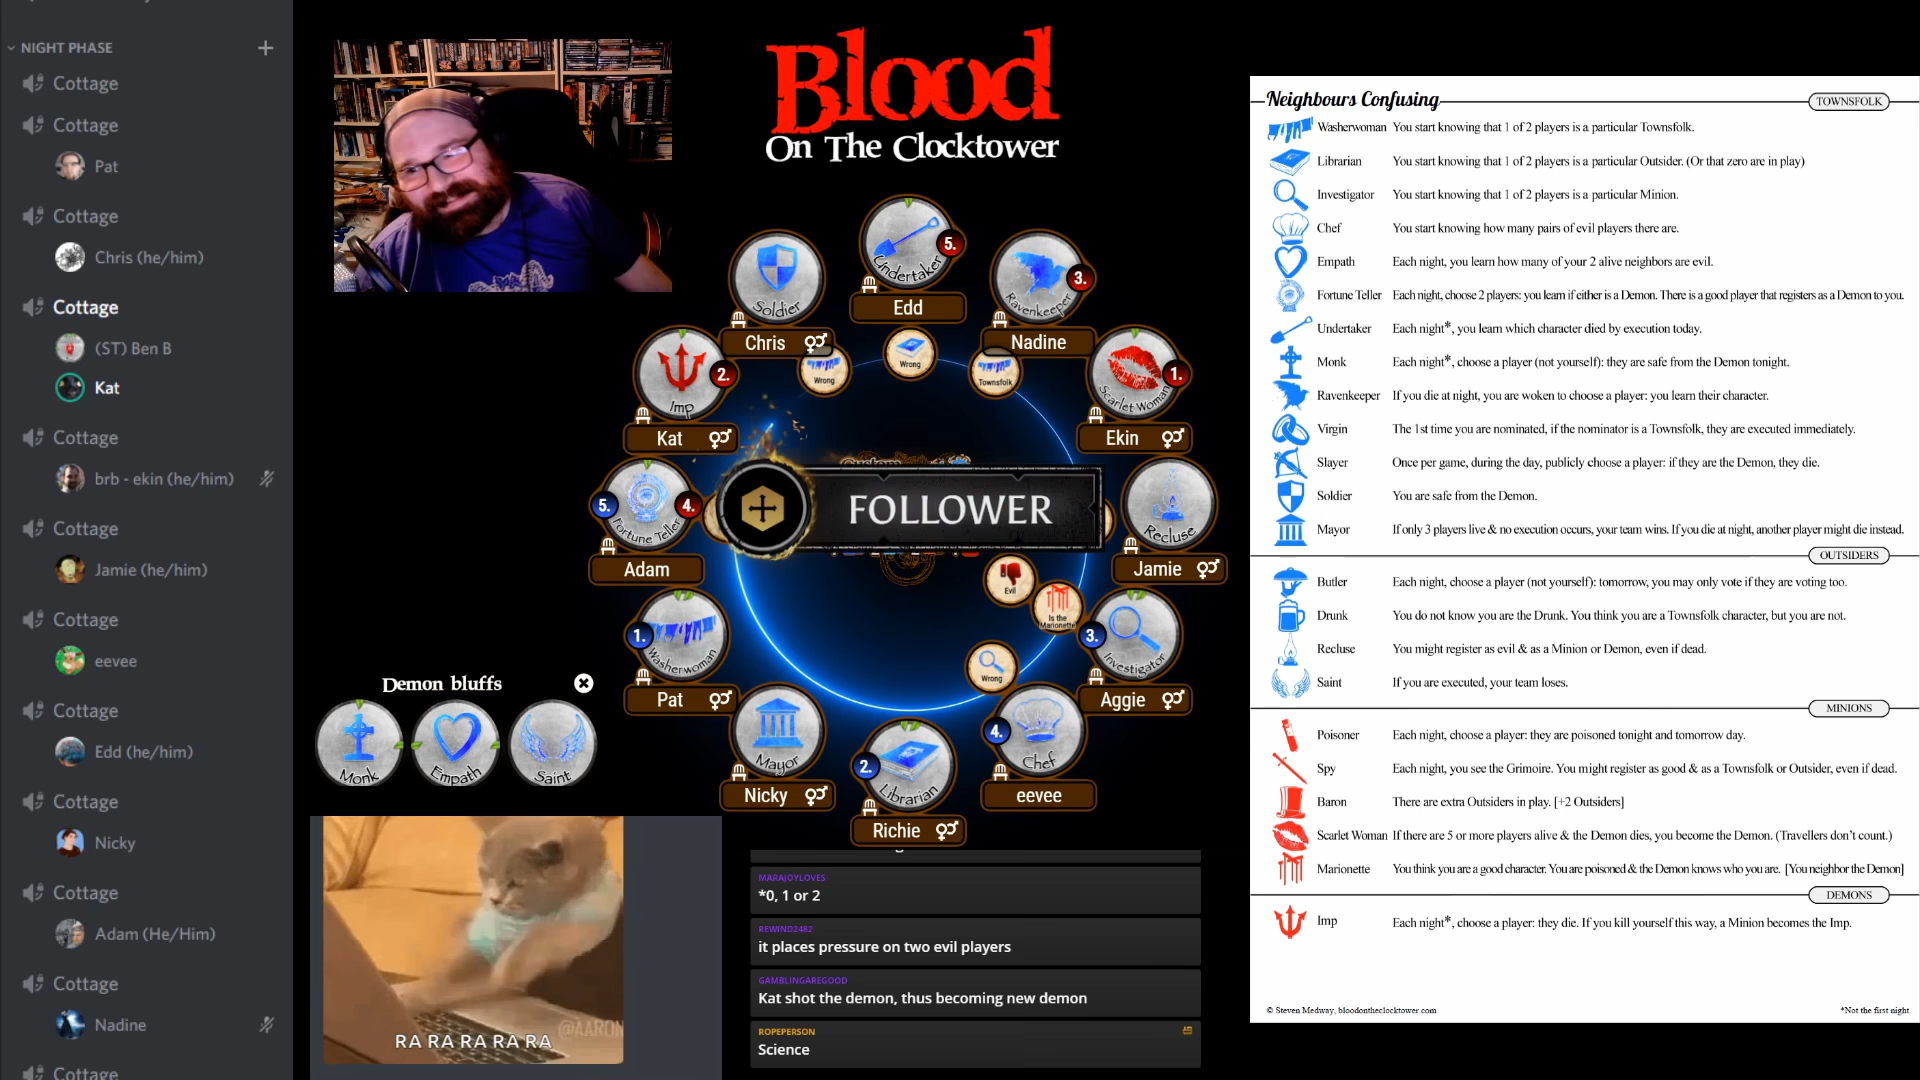 NIGHT PHASE
Cottage
Cottage
Pat
Cottage
Chris (he/him)
Cottage
(ST) Ben B
Kat
Cottage
brb - ekin (he/him)
Cottage
Jamie (he/him)
Cottage
eevee
Cottage
Edd (he/him)
Cottage
Nicky
Cottage
Adam (He/Him)
Cottage
Nadine
Cottage
Blood
On The Clocktower
Undertaker
5.
Edd
Soldier
Chris
Ravenkeeper
3.
Nadine
Wrong
Wrong
Townsfolk
Imp
2.
Kat
Scarlet Woman
1.
Ekin
FOLLOWER
5.
Fortune Teller
4.
Adam
Recluse
Jamie
Evil
Is the Marionette
1.
Washerwoman
Pat
3.
Investigator
Aggie
Wrong
Mayor
Nicky
2.
Librarian
Richie
4.
Chef
eevee
Demon bluffs
Monk
Empath
Saint
RA RA RA RA RA
@AARON
MARAJOYLOVES
*0, 1 or 2
REWIND2482
it places pressure on two evil players
GAMBLINGAREGOOD
Kat shot the demon, thus becoming new demon
ROPEPERSON
Science
Neighbours Confusing
TOWNSFOLK
Washerwoman You start knowing that 1 of 2 players is a particular Townsfolk.
Librarian You start knowing that 1 of 2 players is a particular Outsider. (Or that zero are in play)
Investigator You start knowing that 1 of 2 players is a particular Minion.
Chef You start knowing how many pairs of evil players there are.
Empath Each night, you learn how many of your 2 alive neighbors are evil.
Fortune Teller Each night, choose 2 players: you learn if either is a Demon. There is a good player that registers as a Demon to you.
Undertaker Each night*, you learn which character died by execution today.
Monk Each night*, choose a player (not yourself): they are safe from the Demon tonight.
Ravenkeeper If you die at night, you are woken to choose a player: you learn their character.
Virgin The 1st time you are nominated, if the nominator is a Townsfolk, they are executed immediately.
Slayer Once per game, during the day, publicly choose a player: if they are the Demon, they die.
Soldier You are safe from the Demon.
Mayor If only 3 players live & no execution occurs, your team wins. If you die at night, another player might die instead.
OUTSIDERS
Butler Each night, choose a player (not yourself): tomorrow, you may only vote if they are voting too.
Drunk You do not know you are the Drunk. You think you are a Townsfolk character, but you are not.
Recluse You might register as evil & as a Minion or Demon, even if dead.
Saint If you are executed, your team loses.
MINIONS
Poisoner Each night, choose a player: they are poisoned tonight and tomorrow day.
Spy Each night, you see the Grimoire. You might register as good & as a Townsfolk or Outsider, even if dead.
Baron There are extra Outsiders in play. [+2 Outsiders]
Scarlet Woman If there are 5 or more players alive & the Demon dies, you become the Demon. (Travellers don't count.)
Marionette You think you are a good character. You are poisoned & the Demon knows who you are. [You neighbor the Demon]
DEMONS
Imp Each night*, choose a player: they die. If you kill yourself this way, a Minion becomes the Imp.
© Steven Medway, bloodontheclocktower.com
*Not the first night.